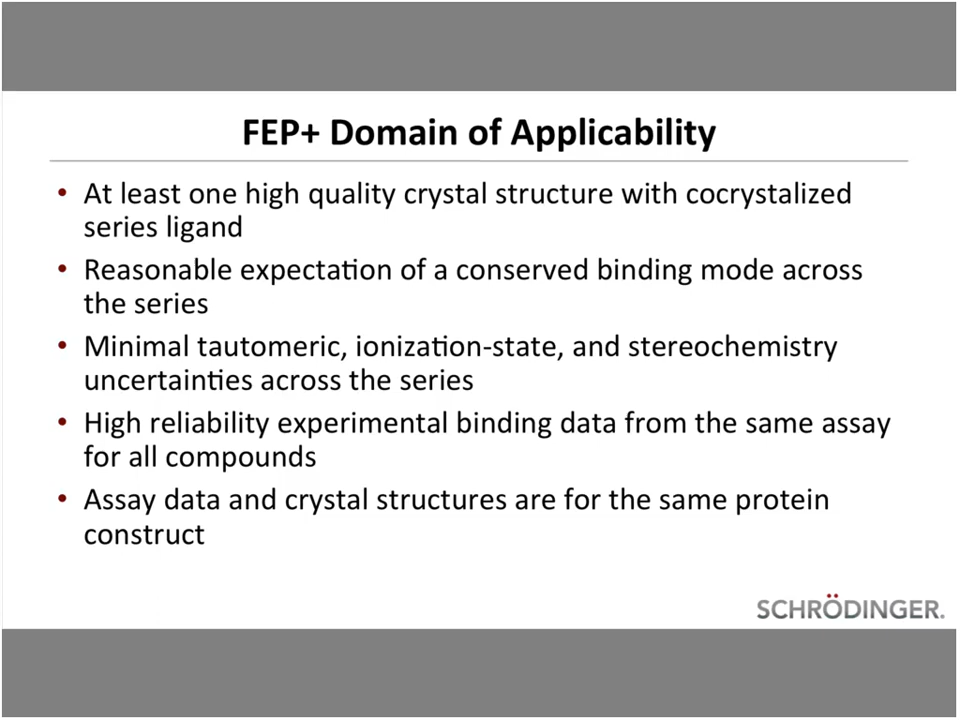 FEP+ Domain of Applicability
• At least one high quality crystal structure with cocrystalized
series ligand
• Reasonable expectation of a conserved binding mode across
the series
• Minimal tautomeric, ionization-state, and stereochemistry
uncertainties across the series
• High reliability experimental binding data from the same assay
for all compounds
• Assay data and crystal structures are for the same protein
construct
SCHRÖDINGER.